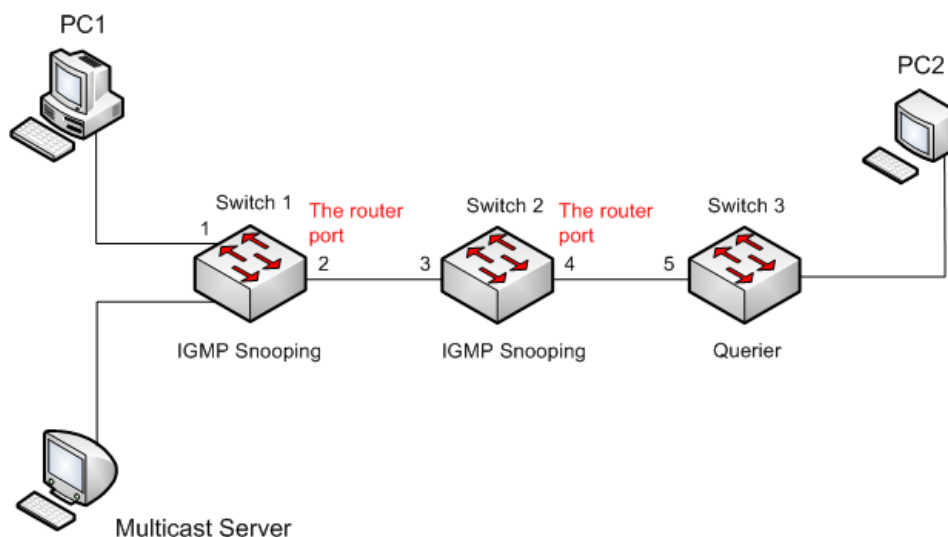 PC1
PC2
Switch 1
The router
port
Switch 2
The router
port
Switch 3
1
2
3
4
5
IGMP Snooping
IGMP Snooping
Querier
Multicast Server